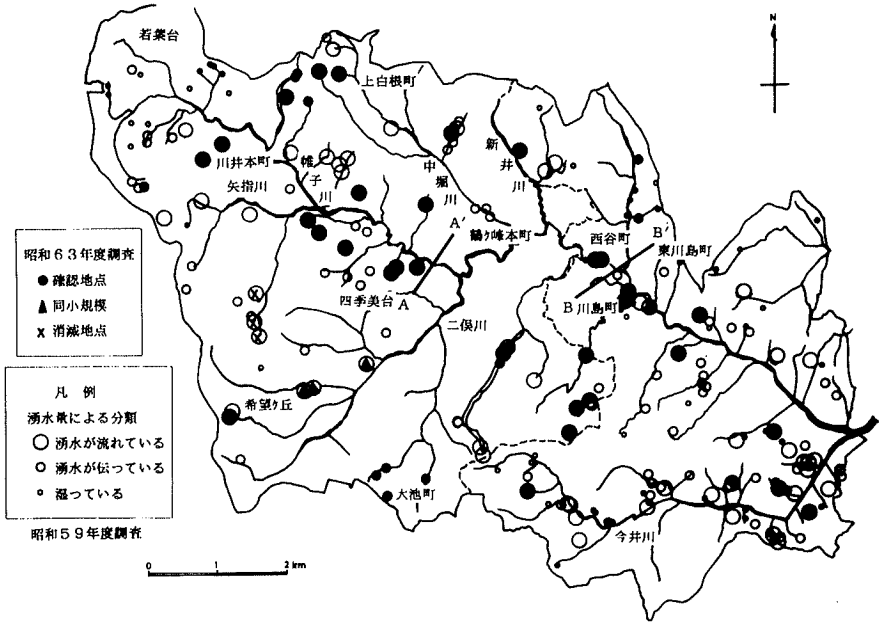 若葉台
N
上白根町
新井川
中堀川
川井本町
帷子川
矢指川
A'
鶴ヶ峰本町
西谷町
B'
東川島町
昭和63年度調査
● 確認地点
▲ 同小規模
x 消滅地点
四季美台
A
B
川島町
二俣川
凡例
湧水量による分類
○ 湧水が流れている
○ 湧水が伝っている
○ 湿っている
希望ヶ丘
大池町
今井川
昭和59年度調査
0 1 2 km